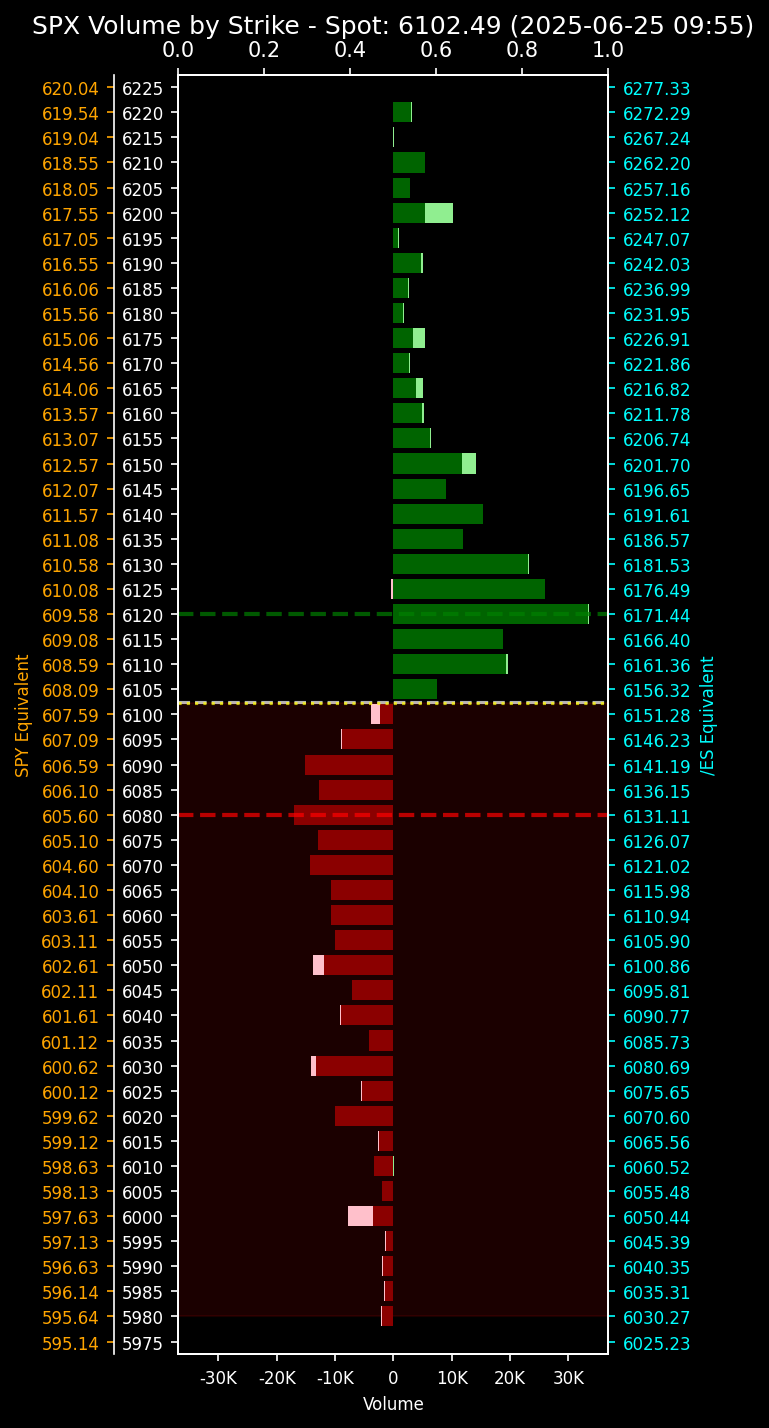 SPX Volume by Strike - Spot: 6102.49 (2025-06-25 09:55)
0.0 0.2 0.4 0.6 0.8 1.0
620.04 6225 6277.33
619.54 6220 6272.29
619.04 6215 6267.24
618.55 6210 6262.20
618.05 6205 6257.16
617.55 6200 6252.12
617.05 6195 6247.07
616.55 6190 6242.03
616.06 6185 6236.99
615.56 6180 6231.95
615.06 6175 6226.91
614.56 6170 6221.86
614.06 6165 6216.82
613.57 6160 6211.78
613.07 6155 6206.74
612.57 6150 6201.70
612.07 6145 6196.65
611.57 6140 6191.61
611.08 6135 6186.57
610.58 6130 6181.53
610.08 6125 6176.49
609.58 6120 6171.44
609.08 6115 6166.40
608.59 6110 6161.36
608.09 6105 6156.32
607.59 6100 6151.28
607.09 6095 6146.23
606.59 6090 6141.19
606.10 6085 6136.15
605.60 6080 6131.11
605.10 6075 6126.07
604.60 6070 6121.02
604.10 6065 6115.98
603.61 6060 6110.94
603.11 6055 6105.90
602.61 6050 6100.86
602.11 6045 6095.81
601.61 6040 6090.77
601.12 6035 6085.73
600.62 6030 6080.69
600.12 6025 6075.65
599.62 6020 6070.60
599.12 6015 6065.56
598.63 6010 6060.52
598.13 6005 6055.48
597.63 6000 6050.44
597.13 5995 6045.39
596.63 5990 6040.35
596.14 5985 6035.31
595.64 5980 6030.27
595.14 5975 6025.23
SPY Equivalent
/ES Equivalent
-30K -20K -10K 0 10K 20K 30K
Volume